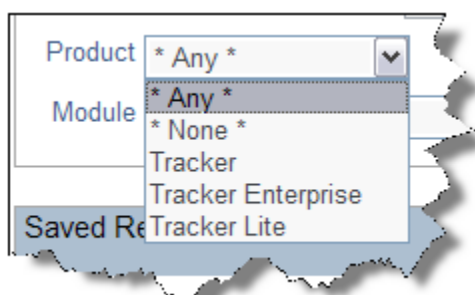 Product * Any *
* Any *
Module
* None *
Tracker
Tracker Enterprise
Saved Re
Tracker Lite